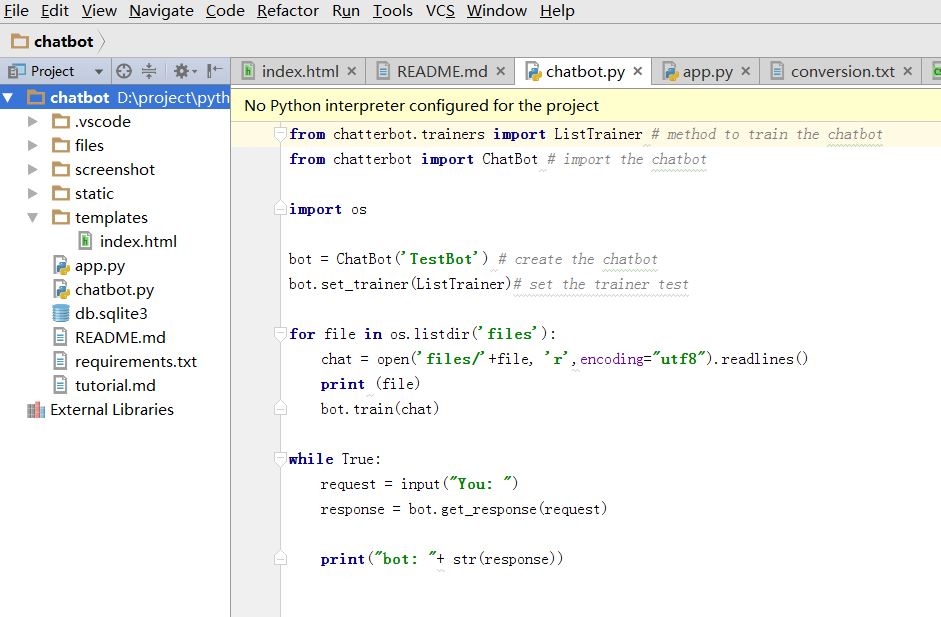 File Edit View Navigate Code Refactor Run Tools VCS Window Help
chatbot
Project
index.html README.md chatbot.py app.py conversion.txt
chatbot D:\project\pyth
.vscode
files
screenshot
static
templates
index.html
app.py
chatbot.py
db.sqlite3
README.md
requirements.txt
tutorial.md
External Libraries
No Python interpreter configured for the project
from chatterbot.trainers import ListTrainer # method to train the chatbot
from chatterbot import ChatBot # import the chatbot
import os
bot = ChatBot('TestBot') # create the chatbot
bot.set_trainer(ListTrainer)# set the trainer test
for file in os.listdir('files'):
chat = open('files/'+file, 'r',encoding="utf8").readlines()
print (file)
bot.train(chat)
while True:
request = input("You: ")
response = bot.get_response(request)
print("bot: "+ str(response))